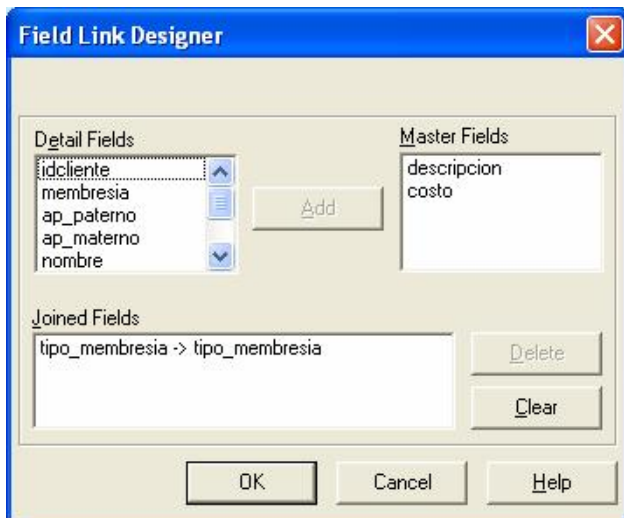 Field Link Designer
Detail Fields
idcliente
membresia
ap_paterno
ap_materno
nombre
Add
Master Fields
descripcion
costo
Joined Fields
tipo_membresia -> tipo_membresia
Delete
Clear
OK
Cancel
Help